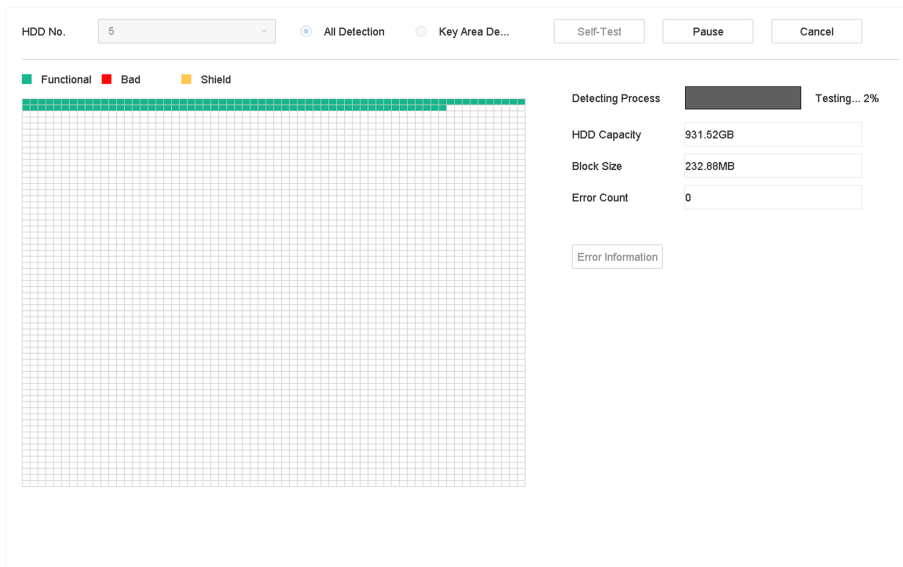 HDD No. 5 All Detection Key Area De... Self-Test Pause Cancel
Functional Bad Shield
Detecting Process Testing... 2%
HDD Capacity 931.52GB
Block Size 232.88MB
Error Count 0
Error Information